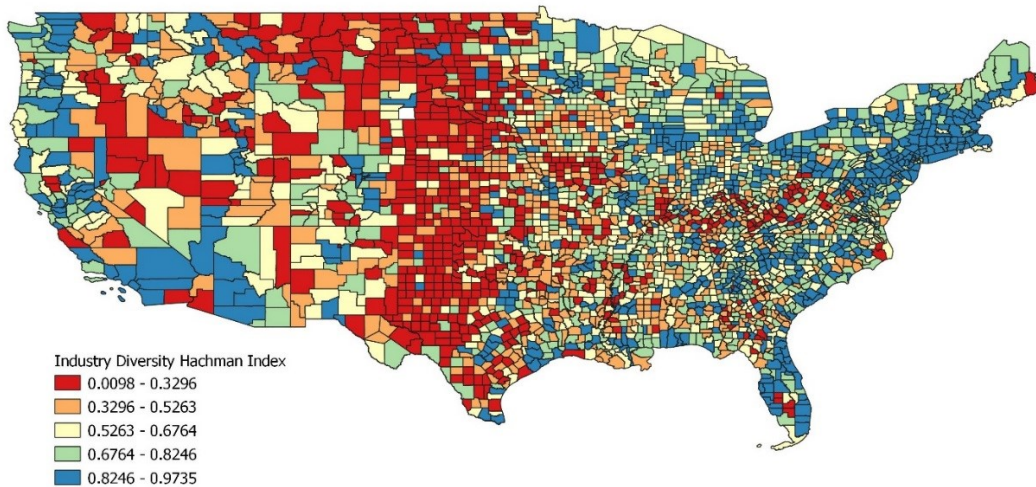 Industry Diversity Hachman Index
0.0098 - 0.3296
0.3296 - 0.5263
0.5263 - 0.6764
0.6764 - 0.8246
0.8246 - 0.9735